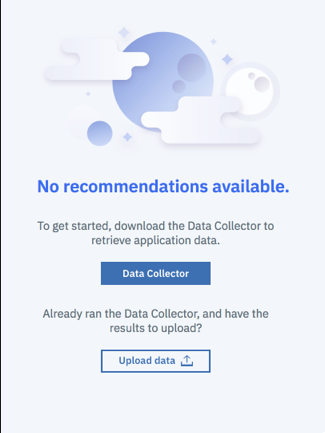 No recommendations available.
To get started, download the Data Collector to
retrieve application data.
Data Collector
Already ran the Data Collector, and have the
results to upload?
Upload data